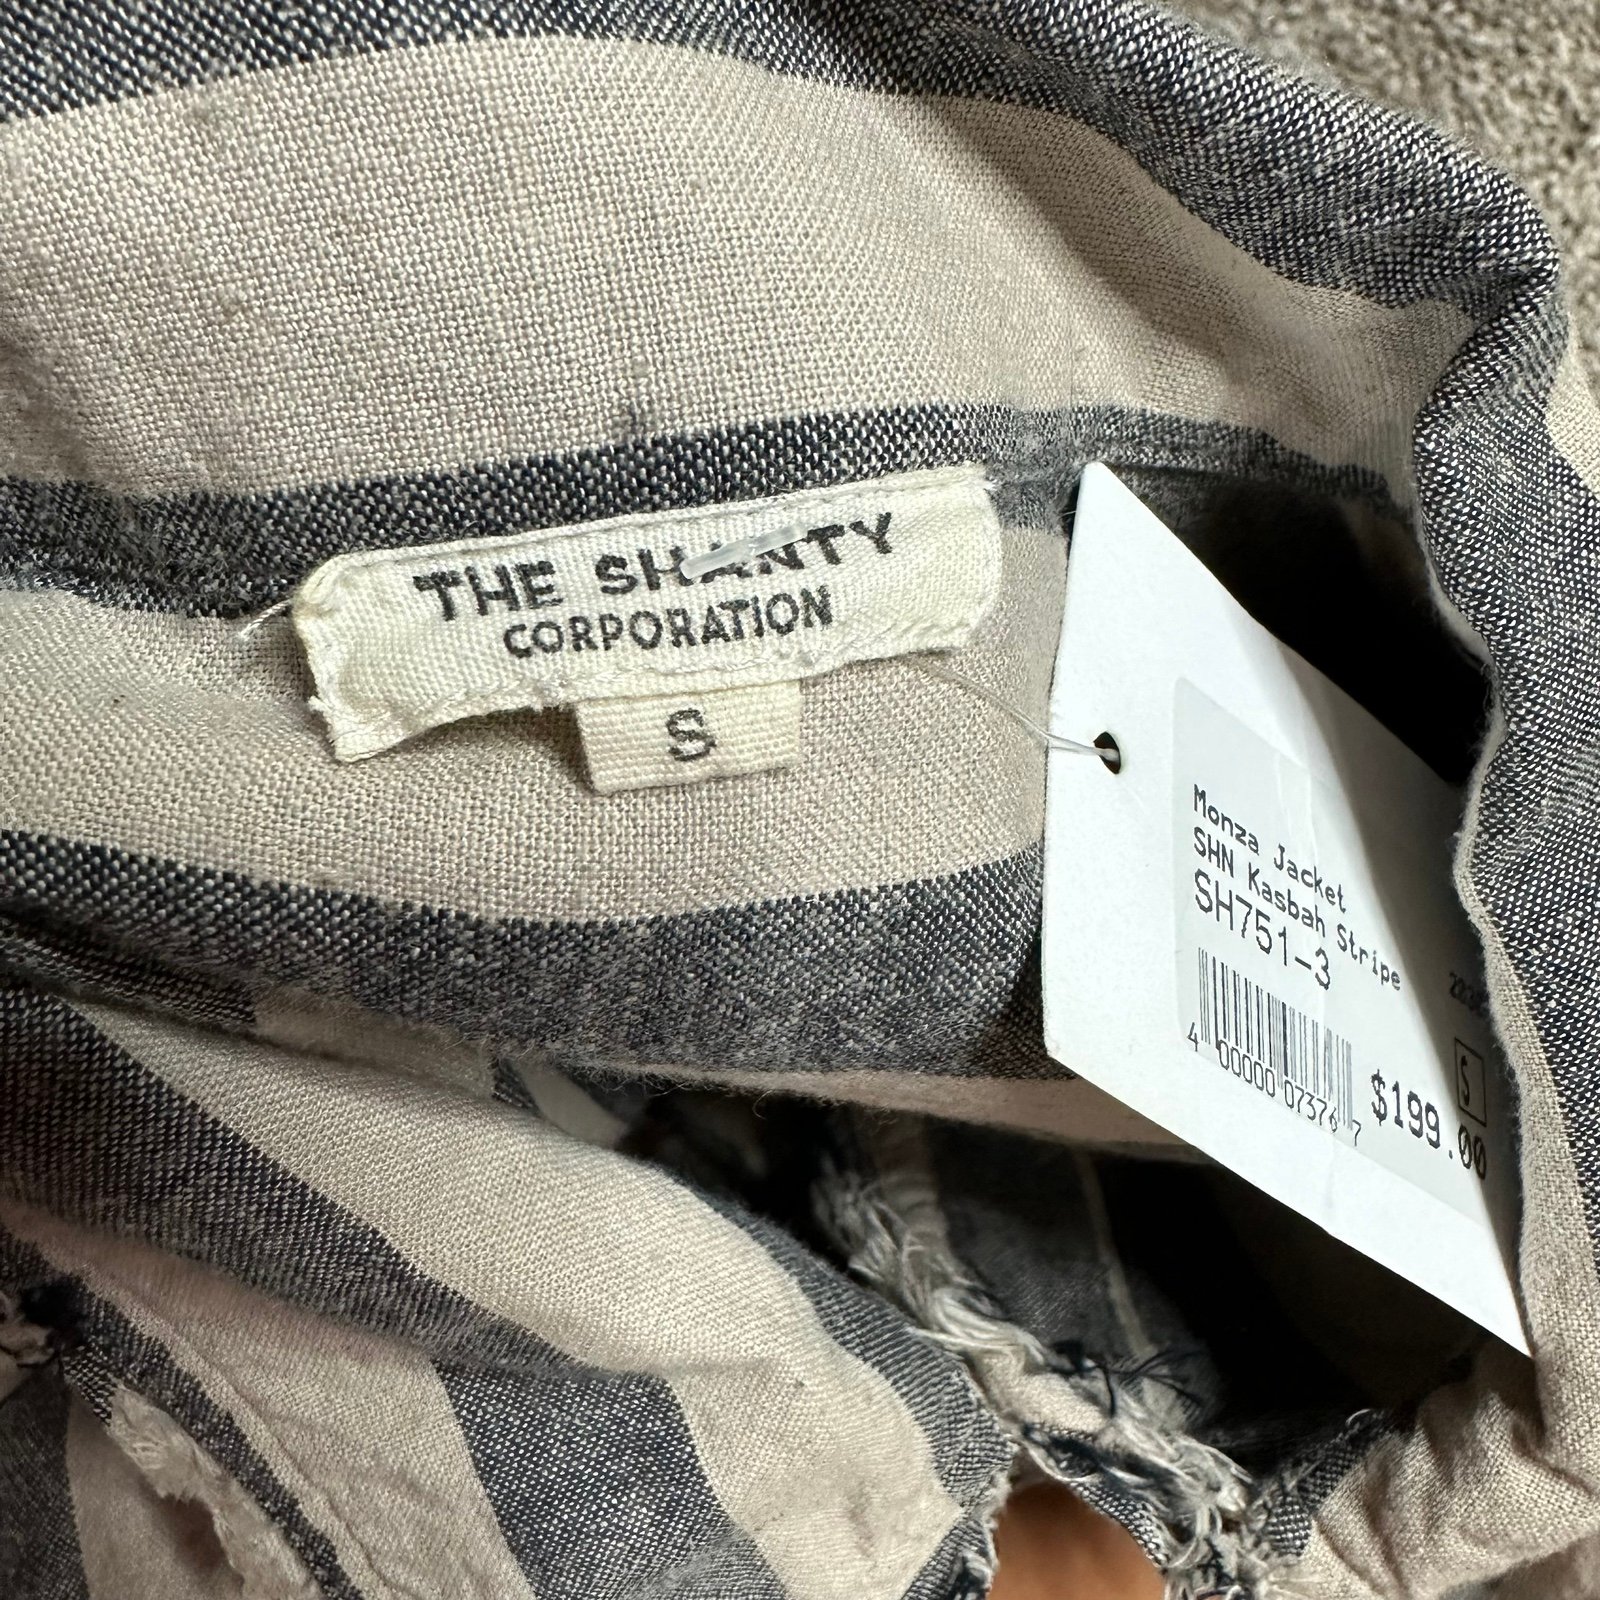 THE SHANTY
CORPORATION
S
Monza Jacket
SHN Kasbah Stripe
SH751-3
S
4 00000 07376 7
$199.00